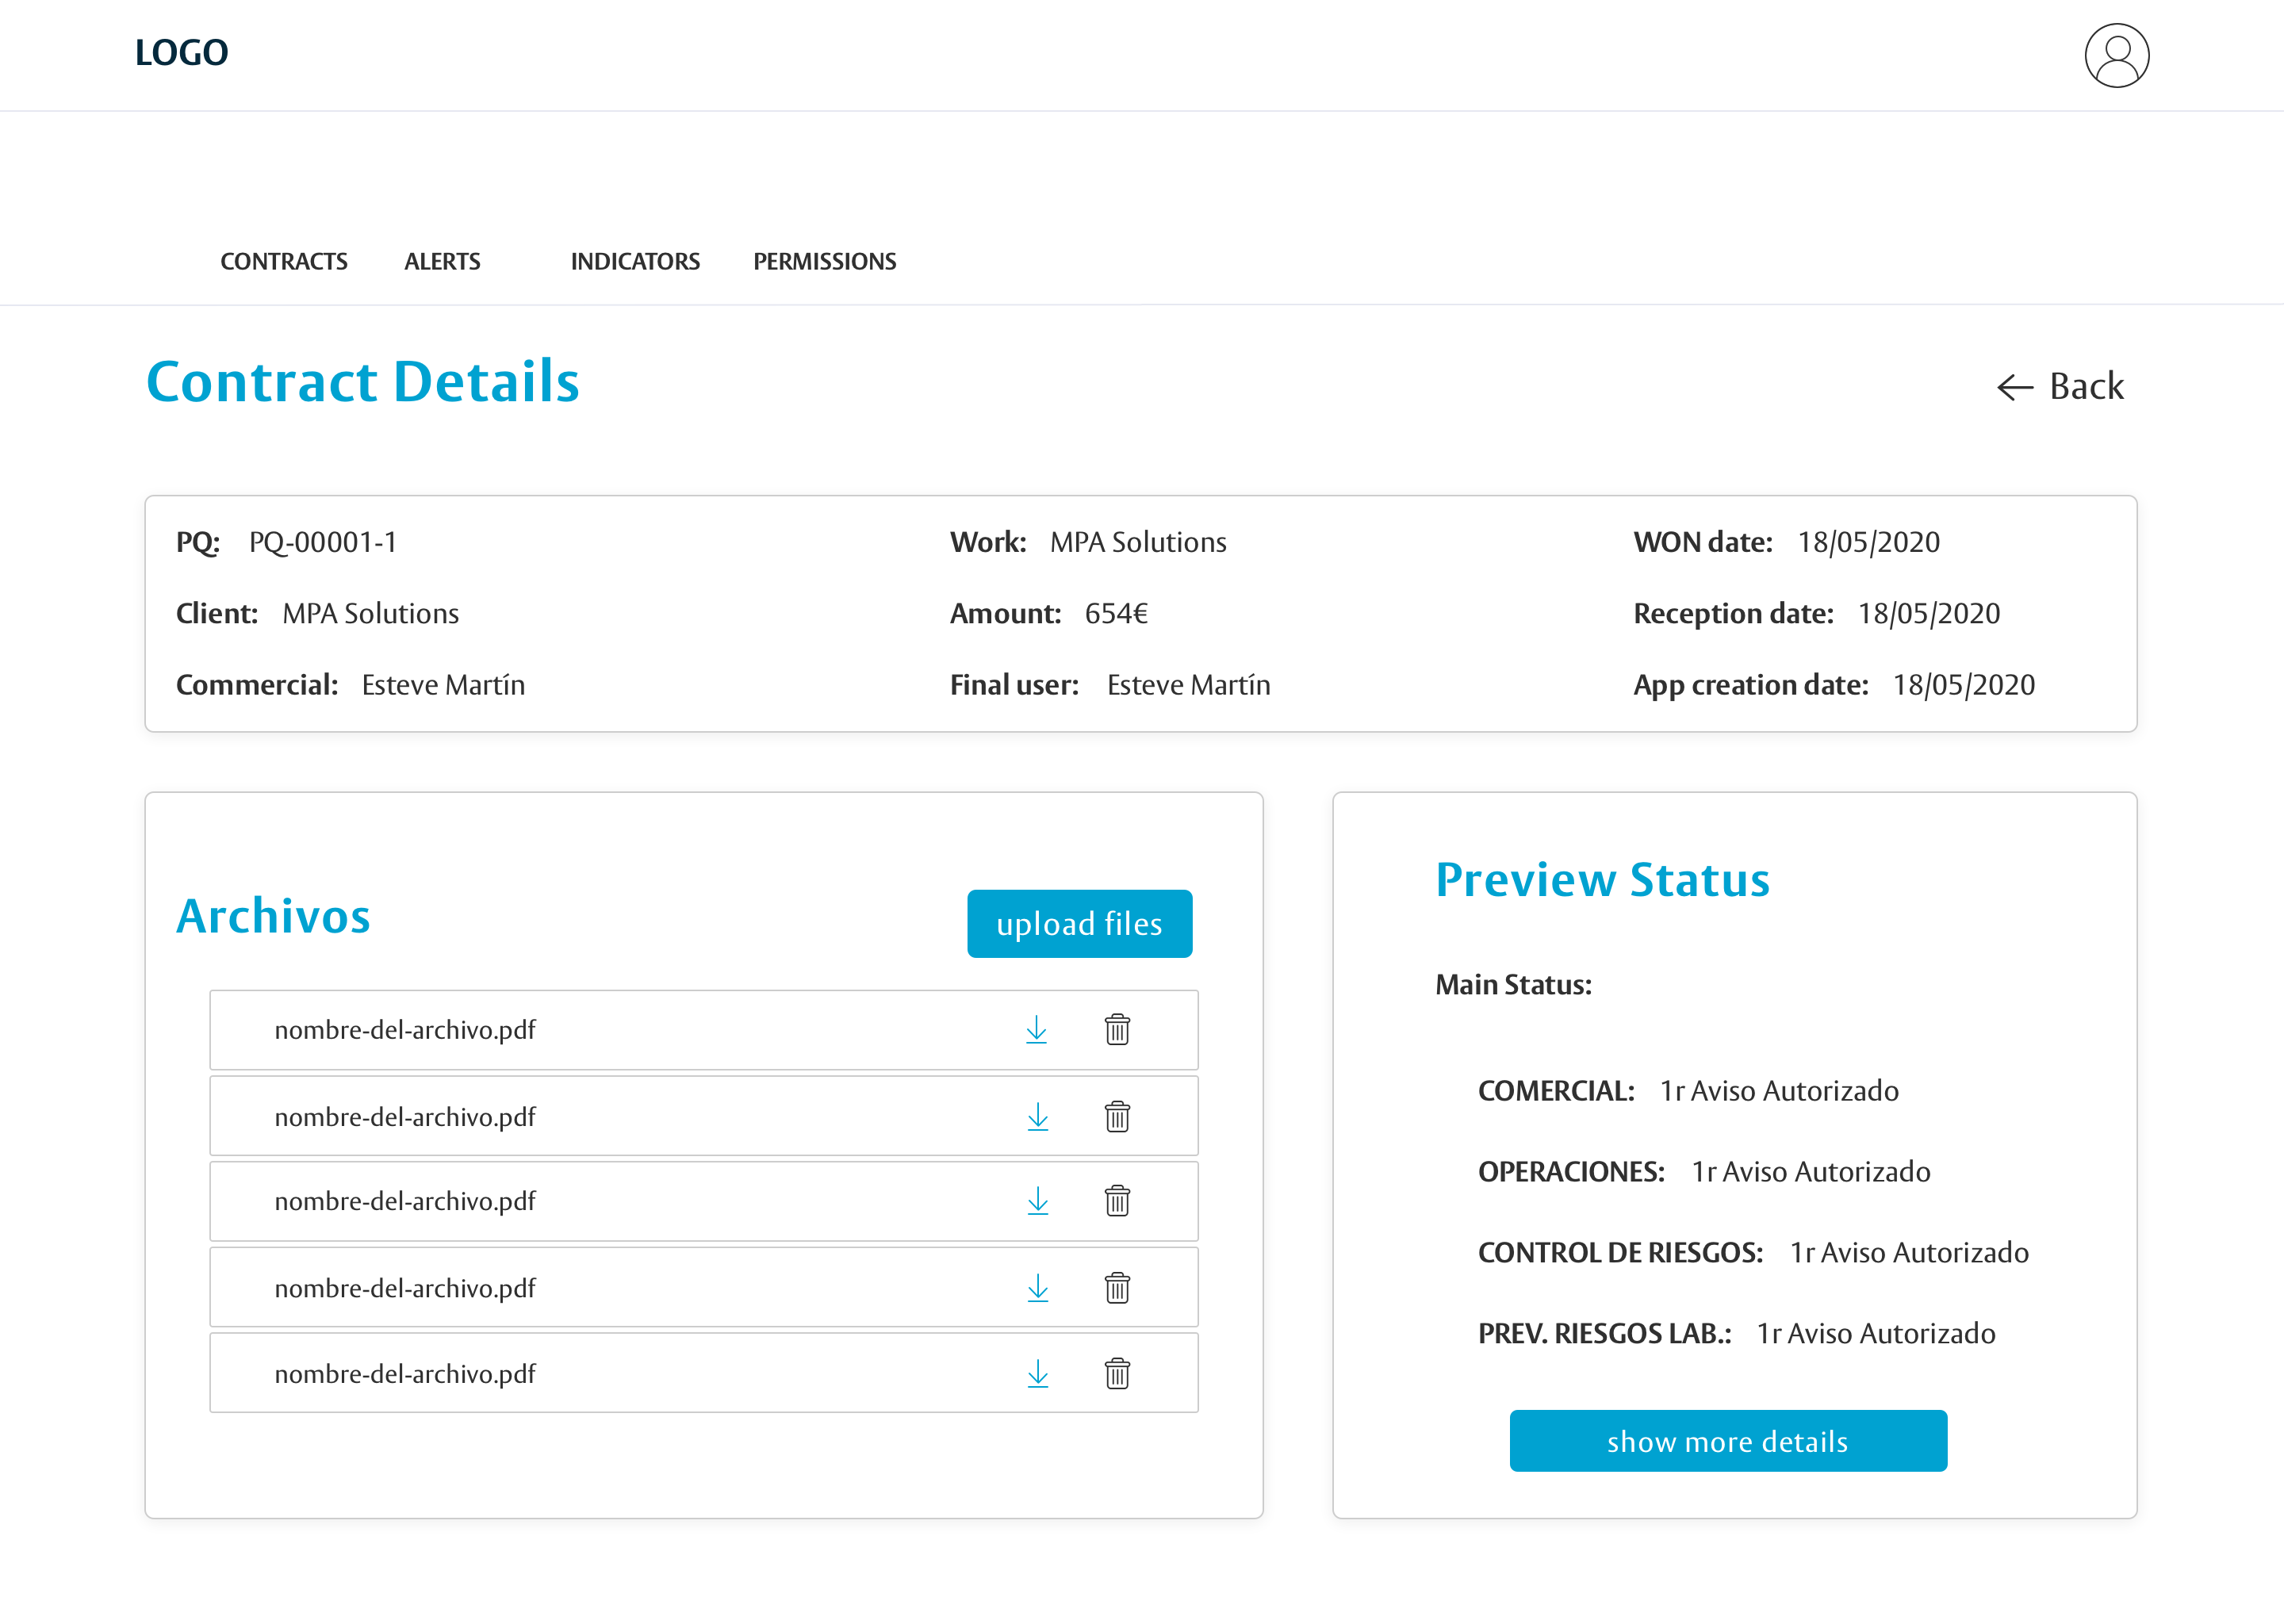 LOGO
CONTRACTS ALERTS INDICATORS PERMISSIONS
Contract Details
Back
PQ: PQ-00001-1
Work: MPA Solutions
WON date: 18/05/2020
Client: MPA Solutions
Amount: 654€
Reception date: 18/05/2020
Commercial: Esteve Martín
Final user: Esteve Martín
App creation date: 18/05/2020
Archivos
upload files
nombre-del-archivo.pdf
nombre-del-archivo.pdf
nombre-del-archivo.pdf
nombre-del-archivo.pdf
nombre-del-archivo.pdf
Preview Status
Main Status:
COMERCIAL: 1r Aviso Autorizado
OPERACIONES: 1r Aviso Autorizado
CONTROL DE RIESGOS: 1r Aviso Autorizado
PREV. RIESGOS LAB.: 1r Aviso Autorizado
show more details